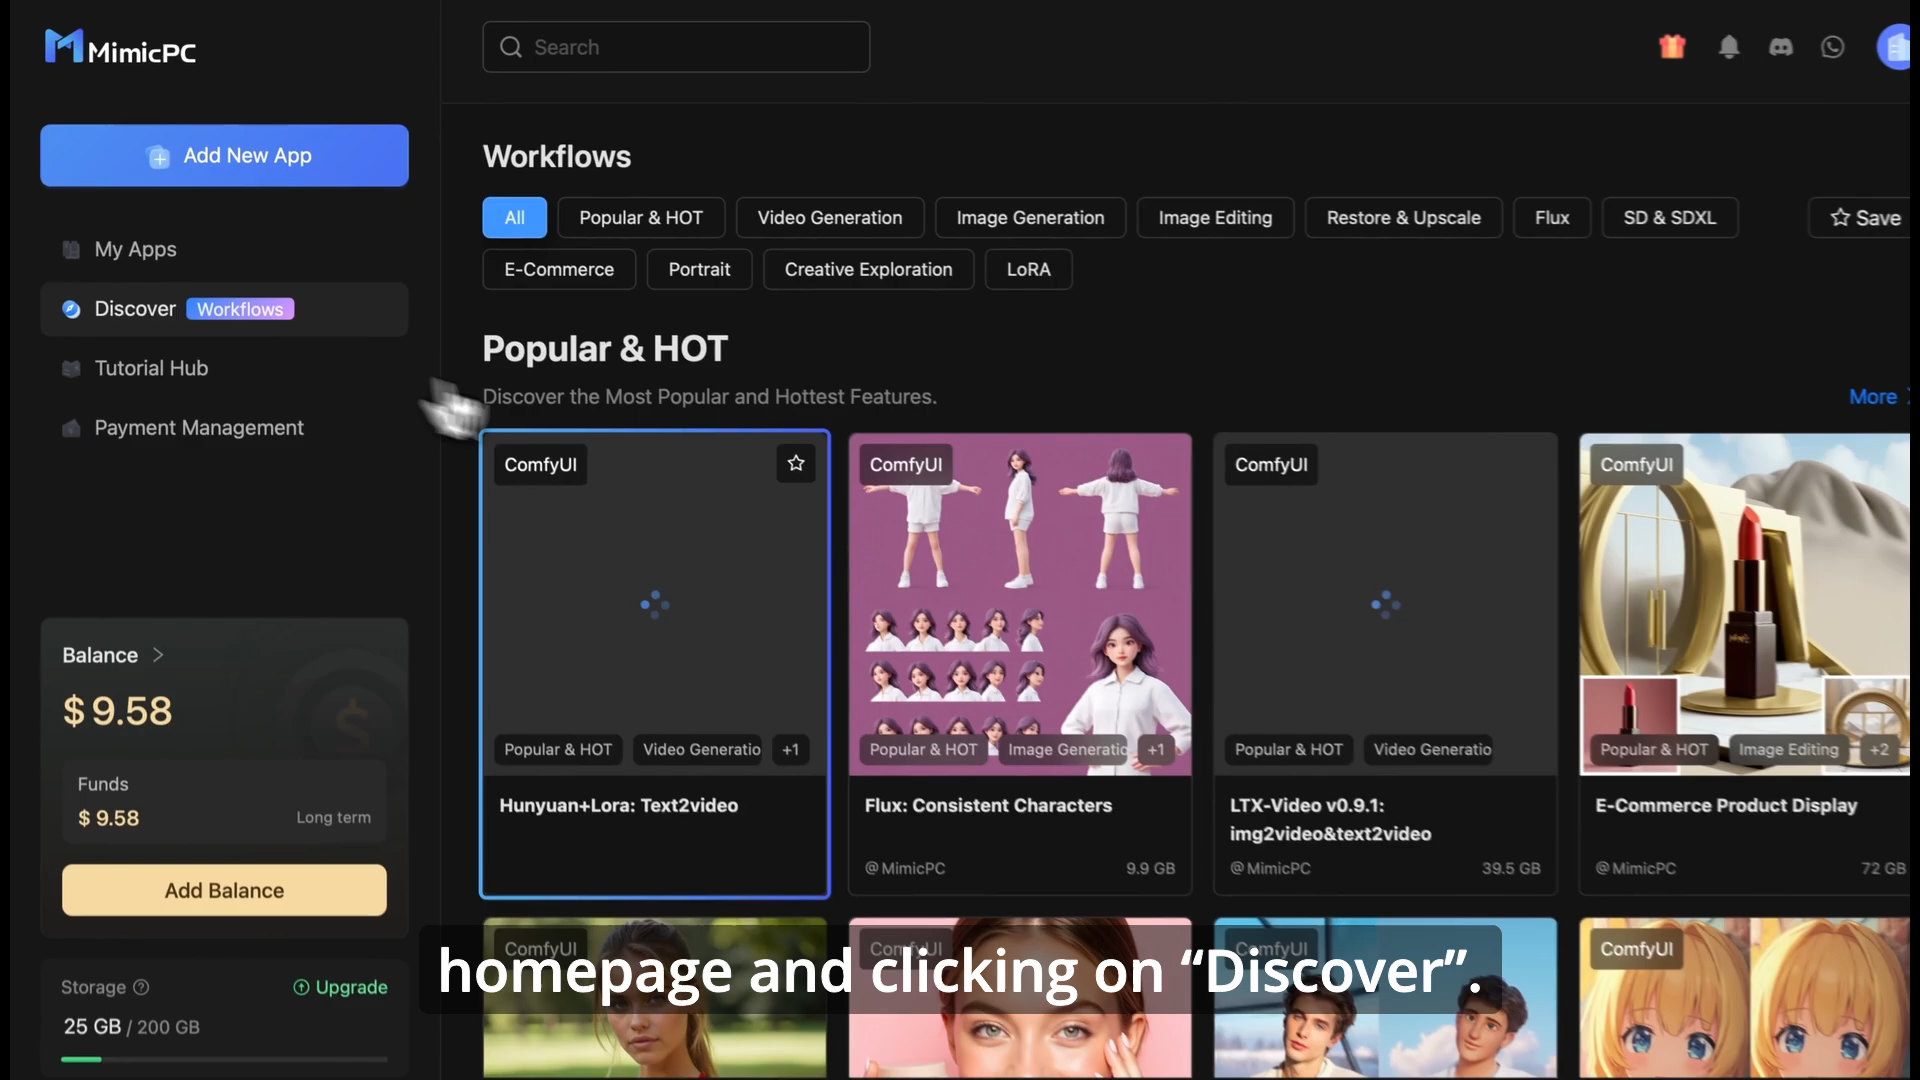 MimicPC
Search
Add New App
My Apps
Discover Workflows
Tutorial Hub
Payment Management
Balance
$ 9.58
Funds
$ 9.58 Long term
Add Balance
Storage Upgrade
25 GB / 200 GB
Workflows
All Popular & HOT Video Generation Image Generation Image Editing Restore & Upscale Flux SD & SDXL Save
E-Commerce Portrait Creative Exploration LoRA
Popular & HOT
Discover the Most Popular and Hottest Features. More
ComfyUI ComfyUI ComfyUI ComfyUI
Popular & HOT Video Generatio +1 Popular & HOT Image Generatio +1 Popular & HOT Video Generatio Popular & HOT Image Editing +2
Hunyuan+Lora: Text2video
Flux: Consistent Characters
@MimicPC 9.9 GB
LTX-Video v0.9.1:
img2video&text2video
@MimicPC 39.5 GB
E-Commerce Product Display
@MimicPC 72 GB
ComfyUI ComfyUI ComfyUI ComfyUI
homepage and clicking on “Discover”.